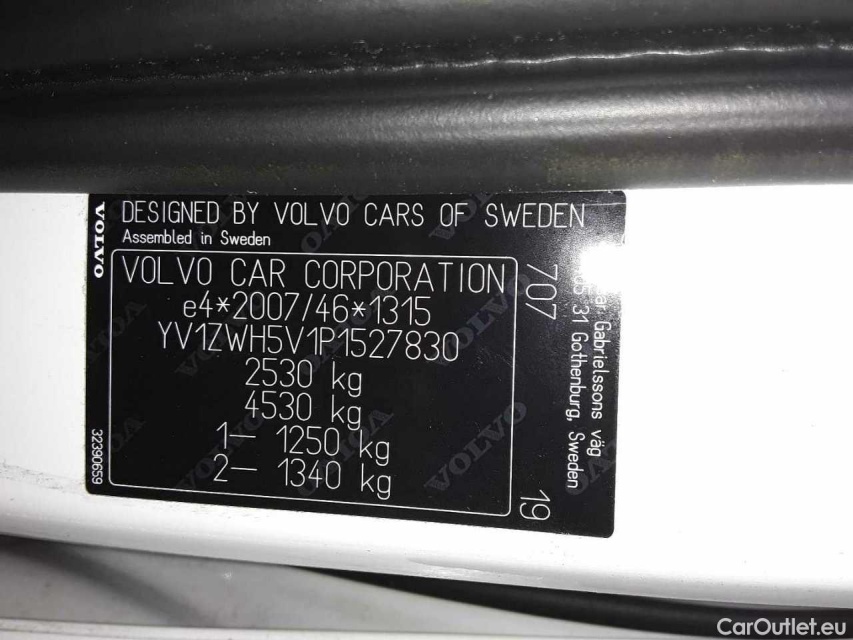 VOLVO
DESIGNED BY VOLVO CARS OF SWEDEN
Assembled in Sweden
VOLVO CAR CORPORATION
e4*2007/46*1315
YV1ZWH5V1P1527830
2530 kg
4530 kg
1– 1250 kg
2– 1340 kg
32390659
707
19
Gabrielssons väg
31 Gothenburg, Sweden
CarOutlet.eu